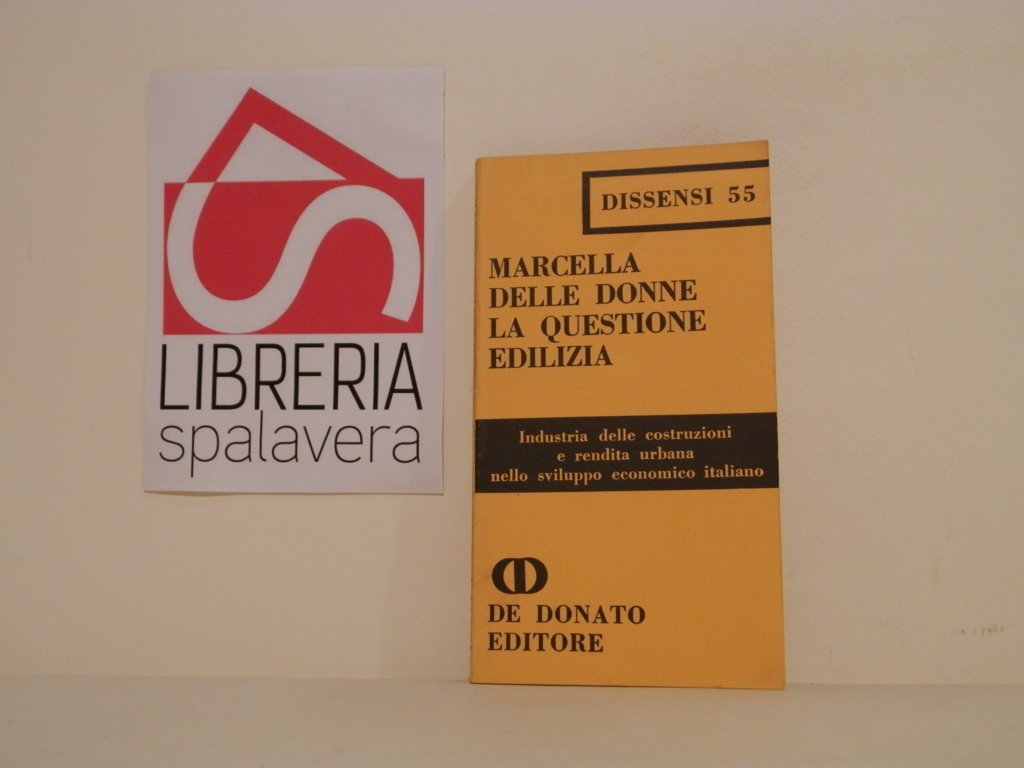 LIBRERIA
spalavera
DISSENSI 55
MARCELLA
DELLE DONNE
LA QUESTIONE
EDILIZIA
Industria delle costruzioni
e rendita urbana
nello sviluppo economico italiano
DE DONATO
EDITORE